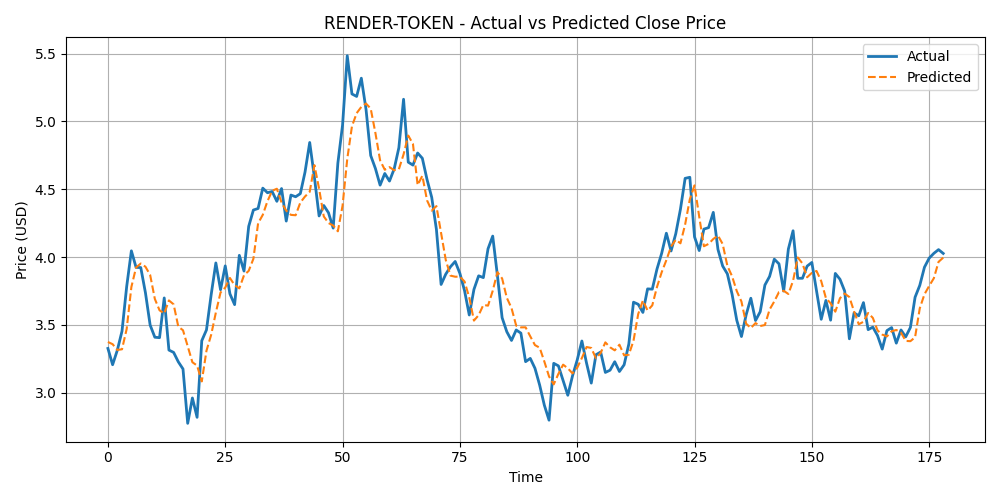 RENDER-TOKEN - Actual vs Predicted Close Price
Actual
Predicted
Price (USD)
5.5
5.0
4.5
4.0
3.5
3.0
0 25 50 75 100 125 150 175
Time